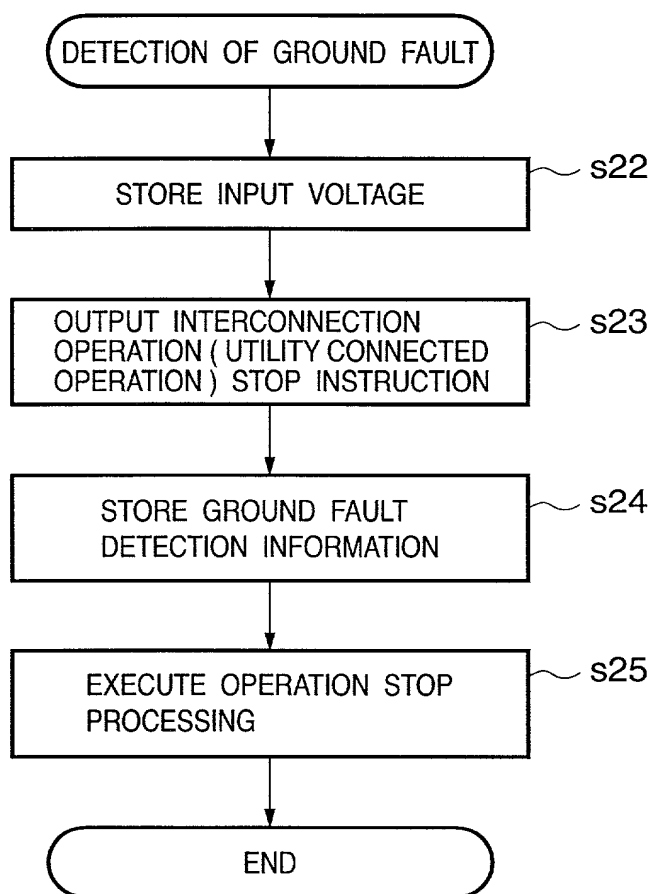 DETECTION OF GROUND FAULT
STORE INPUT VOLTAGE
s22
OUTPUT INTERCONNECTION
OPERATION ( UTILITY CONNECTED
OPERATION ) STOP INSTRUCTION
s23
STORE GROUND FAULT
DETECTION INFORMATION
s24
EXECUTE OPERATION STOP
PROCESSING
s25
END